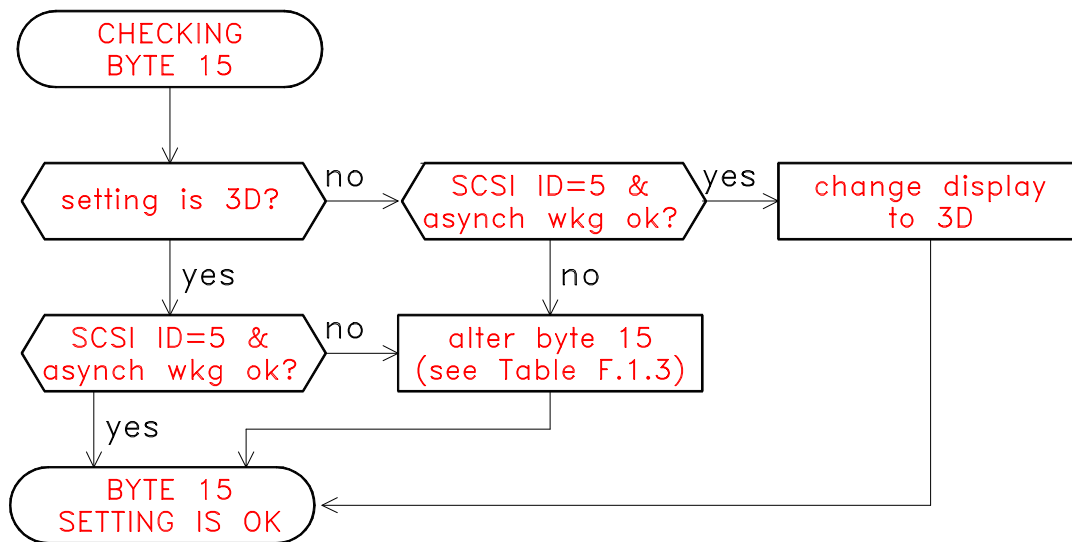 CHECKING
BYTE 15
setting is 3D?
no
SCSI ID=5 &
asynch wkg ok?
yes
change display
to 3D
yes
no
SCSI ID=5 &
asynch wkg ok?
no
alter byte 15
(see Table F.1.3)
yes
BYTE 15
SETTING IS OK